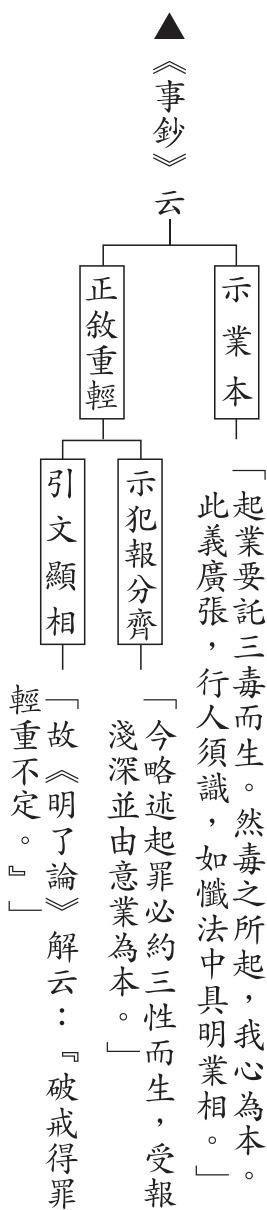 ▲《事鈔》云
示業本
「起業要託三毒而生。然毒之所起，我心為本。
此義廣張，行人須識，如懺法中具明業相。」
正敘重輕
示犯報分齊
「今略述起罪必約三性而生，受報
淺深並由意業為本。」
引文顯相
「故《明了論》解云：『破戒得罪
輕重不定。』」